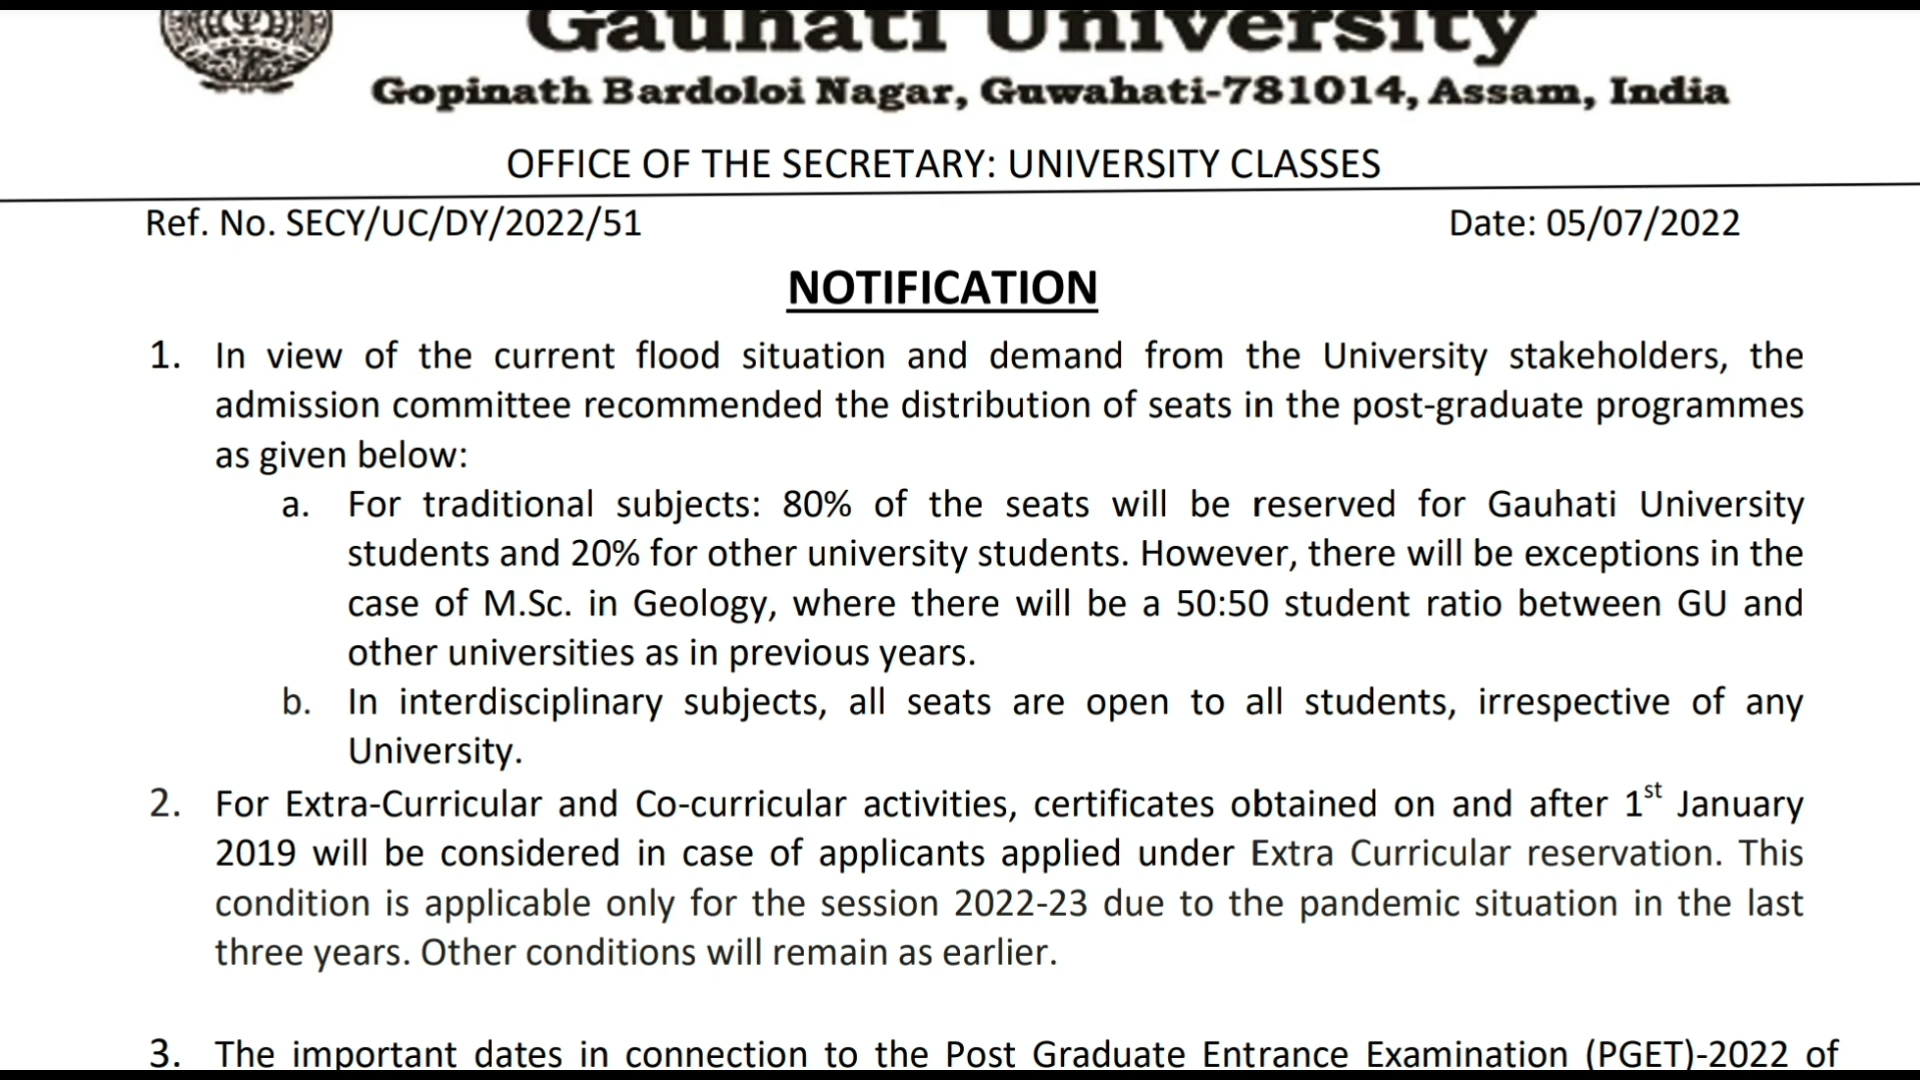 Gauhati University
Gopinath Bardoloi Nagar, Guwahati-781014, Assam, India
OFFICE OF THE SECRETARY: UNIVERSITY CLASSES
Ref. No. SECY/UC/DY/2022/51 Date: 05/07/2022
NOTIFICATION
1. In view of the current flood situation and demand from the University stakeholders, the
admission committee recommended the distribution of seats in the post-graduate programmes
as given below:
a. For traditional subjects: 80% of the seats will be reserved for Gauhati University
students and 20% for other university students. However, there will be exceptions in the
case of M.Sc. in Geology, where there will be a 50:50 student ratio between GU and
other universities as in previous years.
b. In interdisciplinary subjects, all seats are open to all students, irrespective of any
University.
2. For Extra-Curricular and Co-curricular activities, certificates obtained on and after 1st January
2019 will be considered in case of applicants applied under Extra Curricular reservation. This
condition is applicable only for the session 2022-23 due to the pandemic situation in the last
three years. Other conditions will remain as earlier.
3. The important dates in connection to the Post Graduate Entrance Examination (PGET)-2022 of